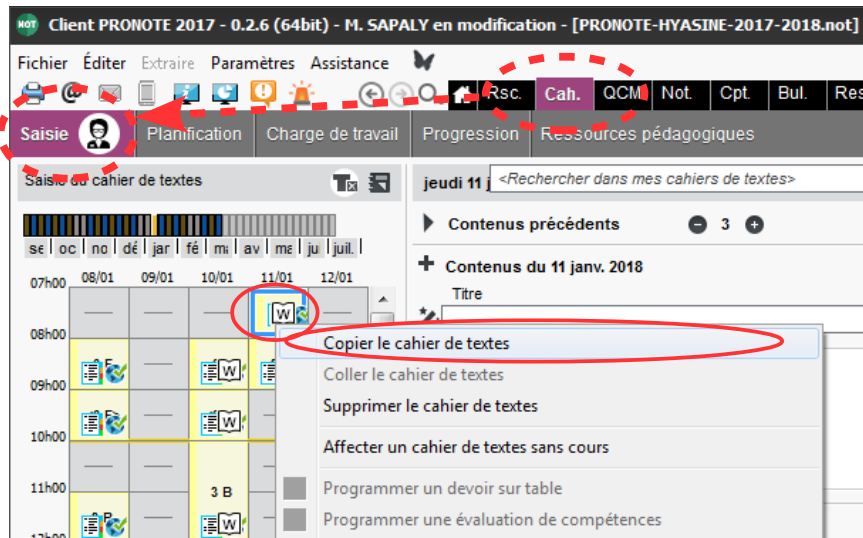 Client PRONOTE 2017 - 0.2.6 (64bit) - M. SAPALY en modification - [PRONOTE-HYASINE-2017-2018.not]
Fichier Éditer Extraire Paramètres Assistance
Rsc. Cah. QCM Not. Cpt. Bul. Res
Saisie Planification Charge de travail Progression Ressources pédagogiques
Saisie du cahier de textes
jeudi 11 j <Rechercher dans mes cahiers de textes>
Contenus précédents 3
se oc no dé jar fé ma av ma jui juil.
Contenus du 11 janv. 2018
07h00 08/01 09/01 10/01 11/01 12/01
Titre
08h00
Copier le cahier de textes
Coller le cahier de textes
09h00
Supprimer le cahier de textes
10h00
Affecter un cahier de textes sans cours
11h00
3 B
Programmer un devoir sur table
Programmer une évaluation de compétences
12h00